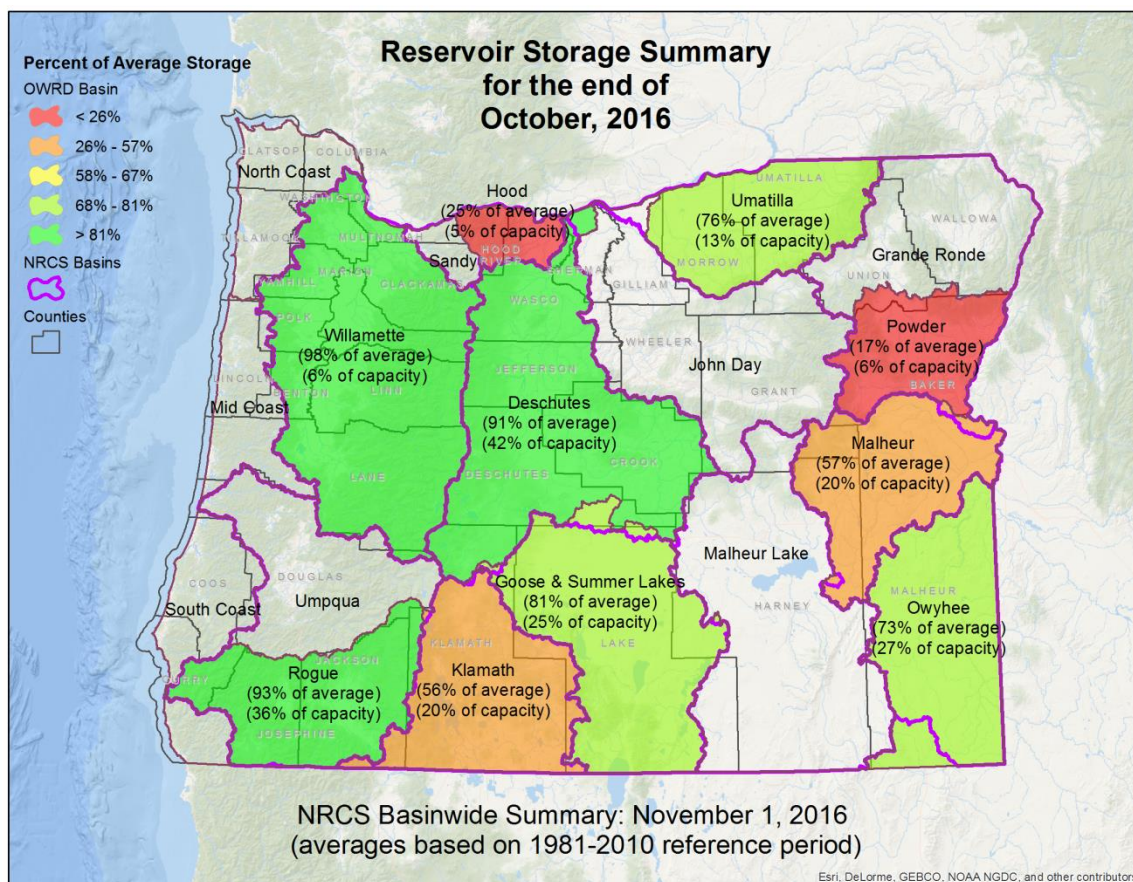 Reservoir Storage Summary
for the end of
October, 2016
Percent of Average Storage
OWRD Basin
< 26%
26% - 57%
58% - 67%
68% - 81%
> 81%
NRCS Basins
Counties
CLATSOP
COLUMBIA
North Coast
WASHINGTON
TILLAMOOK
MULTNOMAH
Hood
(25% of average)
(5% of capacity)
HOOD
RIVER
Sandy
SHERMAN
UMATILLA
Umatilla
(76% of average)
(13% of capacity)
MORROW
GILLIAM
WALLOWA
Grande Ronde
UNION
YAMHILL
MARION
CLACKAMAS
WASCO
POLK
Willamette
(98% of average)
(6% of capacity)
LINCOLN
BENTON
LINN
Mid Coast
JEFFERSON
WHEELER
John Day
GRANT
Powder
(17% of average)
(6% of capacity)
BAKER
Deschutes
(91% of average)
(42% of capacity)
DESCHUTES
CROOK
LANE
Malheur
(57% of average)
(20% of capacity)
Malheur Lake
HARNEY
COOS
DOUGLAS
South Coast
Umpqua
Goose & Summer Lakes
(81% of average)
(25% of capacity)
LAKE
MALHEUR
Owyhee
(73% of average)
(27% of capacity)
CURRY
JACKSON
Rogue
(93% of average)
(36% of capacity)
JOSEPHINE
KLAMATH
Klamath
(56% of average)
(20% of capacity)
NRCS Basinwide Summary: November 1, 2016
(averages based on 1981-2010 reference period)
Esri, DeLorme, GEBCO, NOAA NGDC, and other contributors